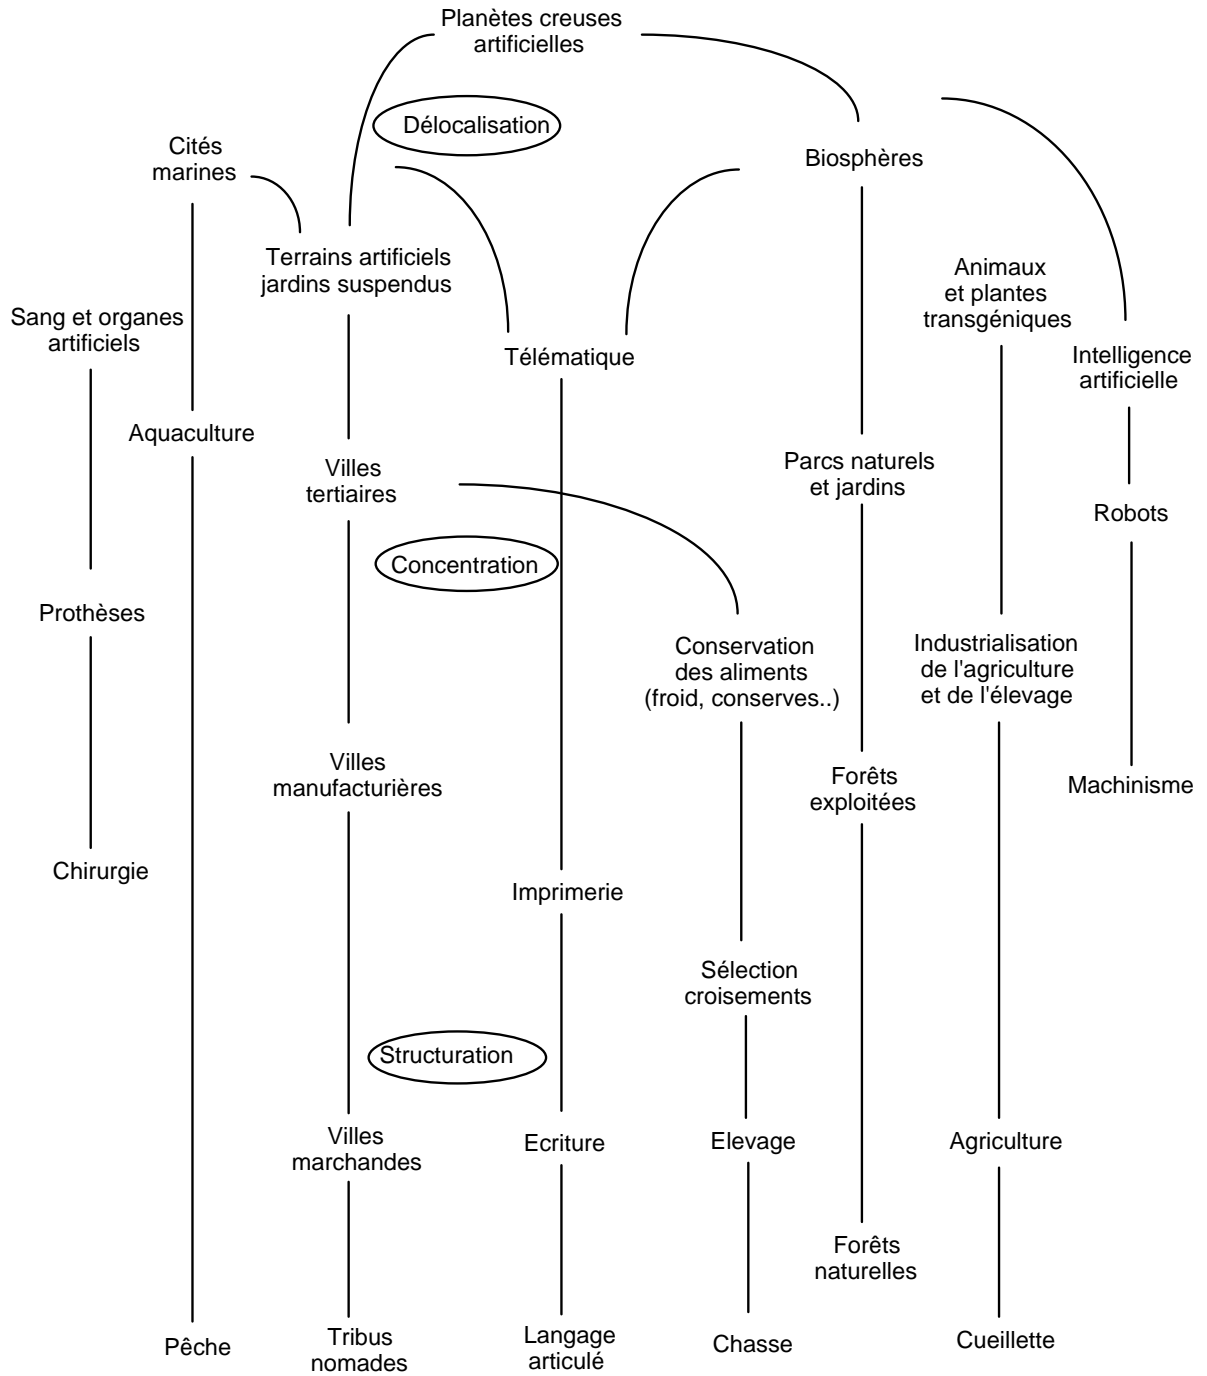 Planètes creuses
artificielles
Délocalisation
Cités
marines
Biosphères
Terrains artificiels
jardins suspendus
Animaux
et plantes
transgéniques
Sang et organes
artificiels
Télématique
Intelligence
artificielle
Aquaculture
Villes
tertiaires
Parcs naturels
et jardins
Robots
Concentration
Prothèses
Conservation
des aliments
(froid, conserves..)
Industrialisation
de l'agriculture
et de l'élevage
Villes
manufacturières
Forêts
exploitées
Machinisme
Chirurgie
Imprimerie
Sélection
croisements
Structuration
Villes
marchandes
Ecriture
Elevage
Agriculture
Forêts
naturelles
Pêche
Tribus
nomades
Langage
articulé
Chasse
Cueillette